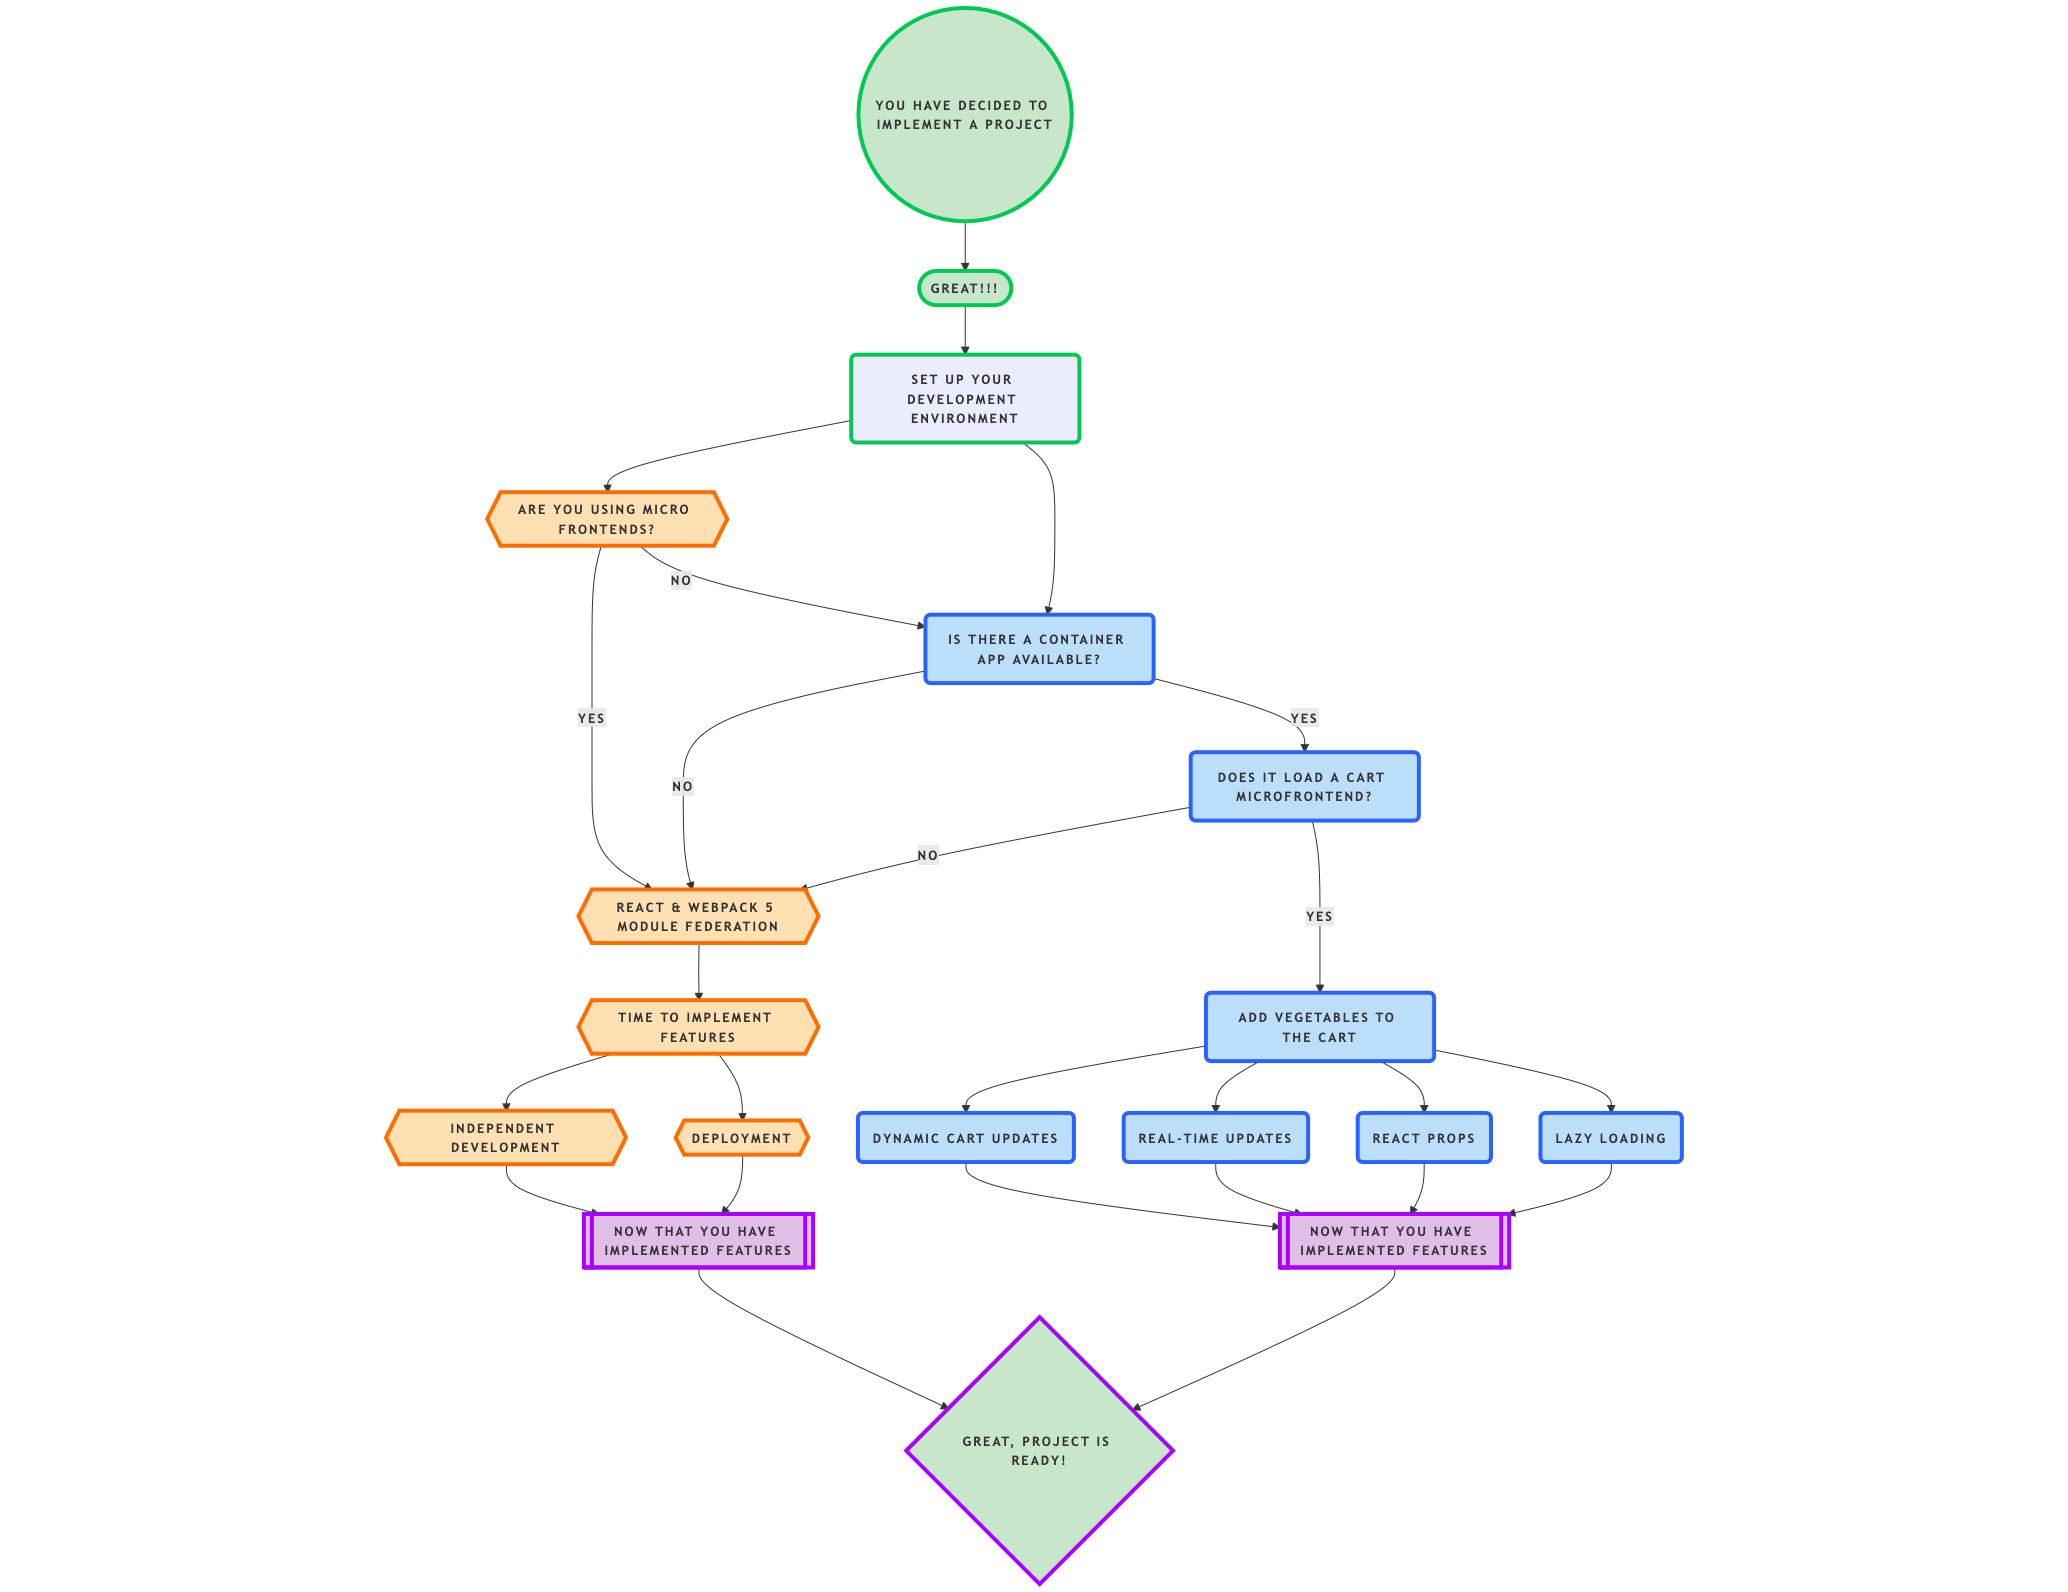 YOU HAVE DECIDED TO
IMPLEMENT A PROJECT
GREAT!!!
SET UP YOUR
DEVELOPMENT
ENVIRONMENT
ARE YOU USING MICRO
FRONTENDS?
NO
IS THERE A CONTAINER
APP AVAILABLE?
YES
YES
DOES IT LOAD A CART
MICROFRONTEND?
NO
NO
REACT & WEBPACK 5
MODULE FEDERATION
YES
TIME TO IMPLEMENT
FEATURES
ADD VEGETABLES TO
THE CART
INDEPENDENT
DEVELOPMENT
DEPLOYMENT
DYNAMIC CART UPDATES
REAL-TIME UPDATES
REACT PROPS
LAZY LOADING
NOW THAT YOU HAVE
IMPLEMENTED FEATURES
NOW THAT YOU HAVE
IMPLEMENTED FEATURES
GREAT, PROJECT IS
READY!